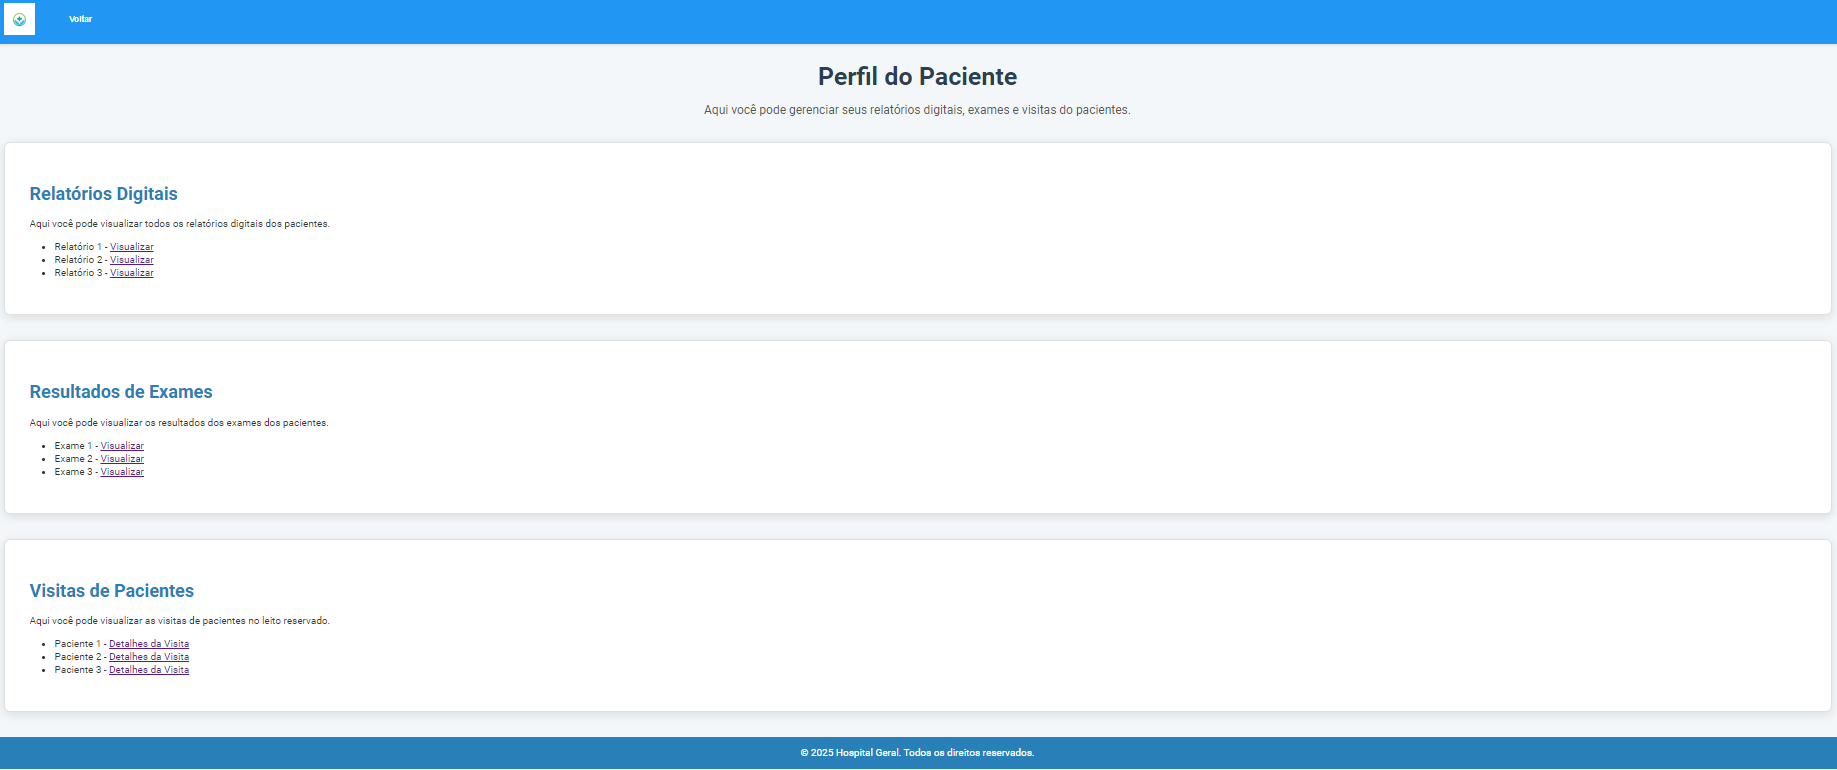 Voltar
Perfil do Paciente
Aqui você pode gerenciar seus relatórios digitais, exames e visitas do pacientes.
Relatórios Digitais
Aqui você pode visualizar todos os relatórios digitais dos pacientes.
Relatório 1 - Visualizar
Relatório 2 - Visualizar
Relatório 3 - Visualizar
Resultados de Exames
Aqui você pode visualizar os resultados dos exames dos pacientes.
Exame 1 - Visualizar
Exame 2 - Visualizar
Exame 3 - Visualizar
Visitas de Pacientes
Aqui você pode visualizar as visitas de pacientes no leito reservado.
Paciente 1 - Detalhes da Visita
Paciente 2 - Detalhes da Visita
Paciente 3 - Detalhes da Visita
© 2025 Hospital Geral. Todos os direitos reservados.